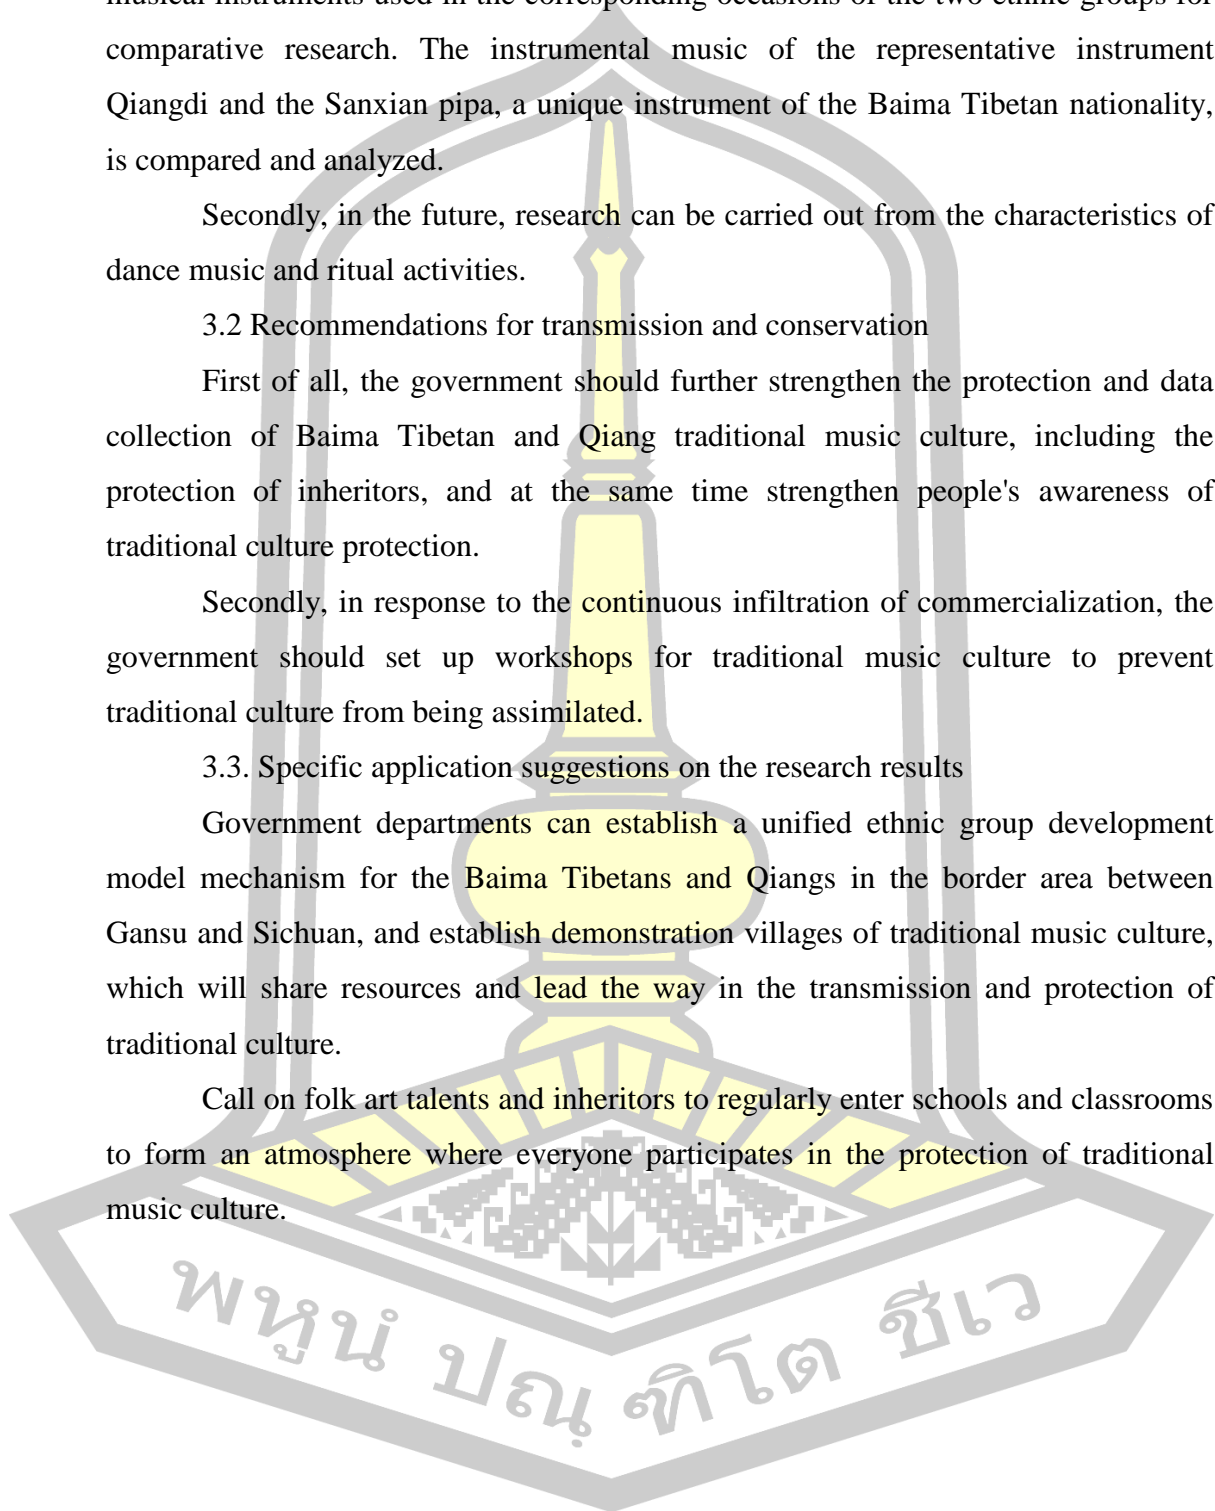 musical instruments used in the corresponding occasions of the two ethnic groups for
comparative research. The instrumental music of the representative instrument
Qiangdi and the Sanxian pipa, a unique instrument of the Baima Tibetan nationality,
is compared and analyzed.
Secondly, in the future, research can be carried out from the characteristics of
dance music and ritual activities.
3.2 Recommendations for transmission and conservation
First of all, the government should further strengthen the protection and data
collection of Baima Tibetan and Qiang traditional music culture, including the
protection of inheritors, and at the same time strengthen people's awareness of
traditional culture protection.
Secondly, in response to the continuous infiltration of commercialization, the
government should set up workshops for traditional music culture to prevent
traditional culture from being assimilated.
3.3. Specific application suggestions on the research results
Government departments can establish a unified ethnic group development
model mechanism for the Baima Tibetans and Qiangs in the border area between
Gansu and Sichuan, and establish demonstration villages of traditional music culture,
which will share resources and lead the way in the transmission and protection of
traditional culture.
Call on folk art talents and inheritors to regularly enter schools and classrooms
to form an atmosphere where everyone participates in the protection of traditional
music culture.
พหูนํ ปณฺ ฑิโต ชีเว